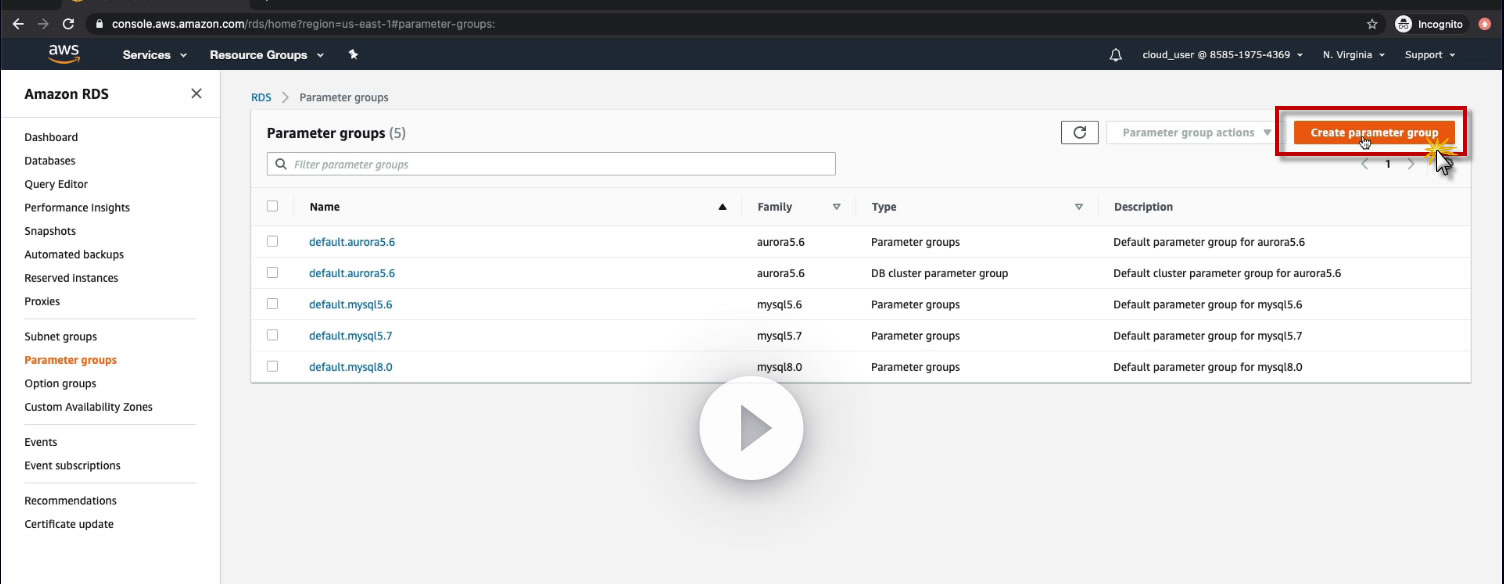 console.aws.amazon.com/rds/home?region=us-east-1#parameter-groups:
Incognito
aws
Services
Resource Groups
cloud_user @ 8585-1975-4369
N. Virginia
Support
Amazon RDS
Dashboard
Databases
Query Editor
Performance insights
Snapshots
Automated backups
Reserved instances
Proxies
Subnet groups
Parameter groups
Option groups
Custom Availability Zones
Events
Event subscriptions
Recommendations
Certificate update
RDS > Parameter groups
Parameter groups (5)
Parameter group actions
Create parameter group
Filter parameter groups
1
Name Family Type Description
default.aurora5.6 aurora5.6 Parameter groups Default parameter group for aurora5.6
default.aurora5.6 aurora5.6 DB cluster parameter group Default cluster parameter group for aurora5.6
default.mysql5.6 mysql5.6 Parameter groups Default parameter group for mysql5.6
default.mysql5.7 mysql5.7 Parameter groups Default parameter group for mysql5.7
default.mysql8.0 mysql8.0 Parameter groups Default parameter group for mysql8.0